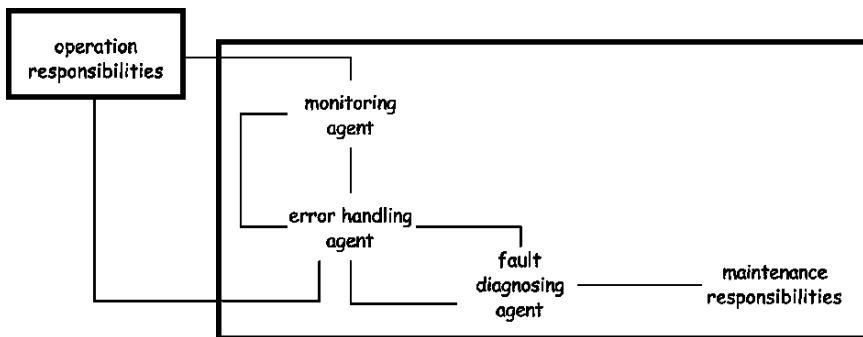 operation
responsibilities
monitoring
agent
error handling
agent
fault
diagnosing
agent
maintenance
responsibilities